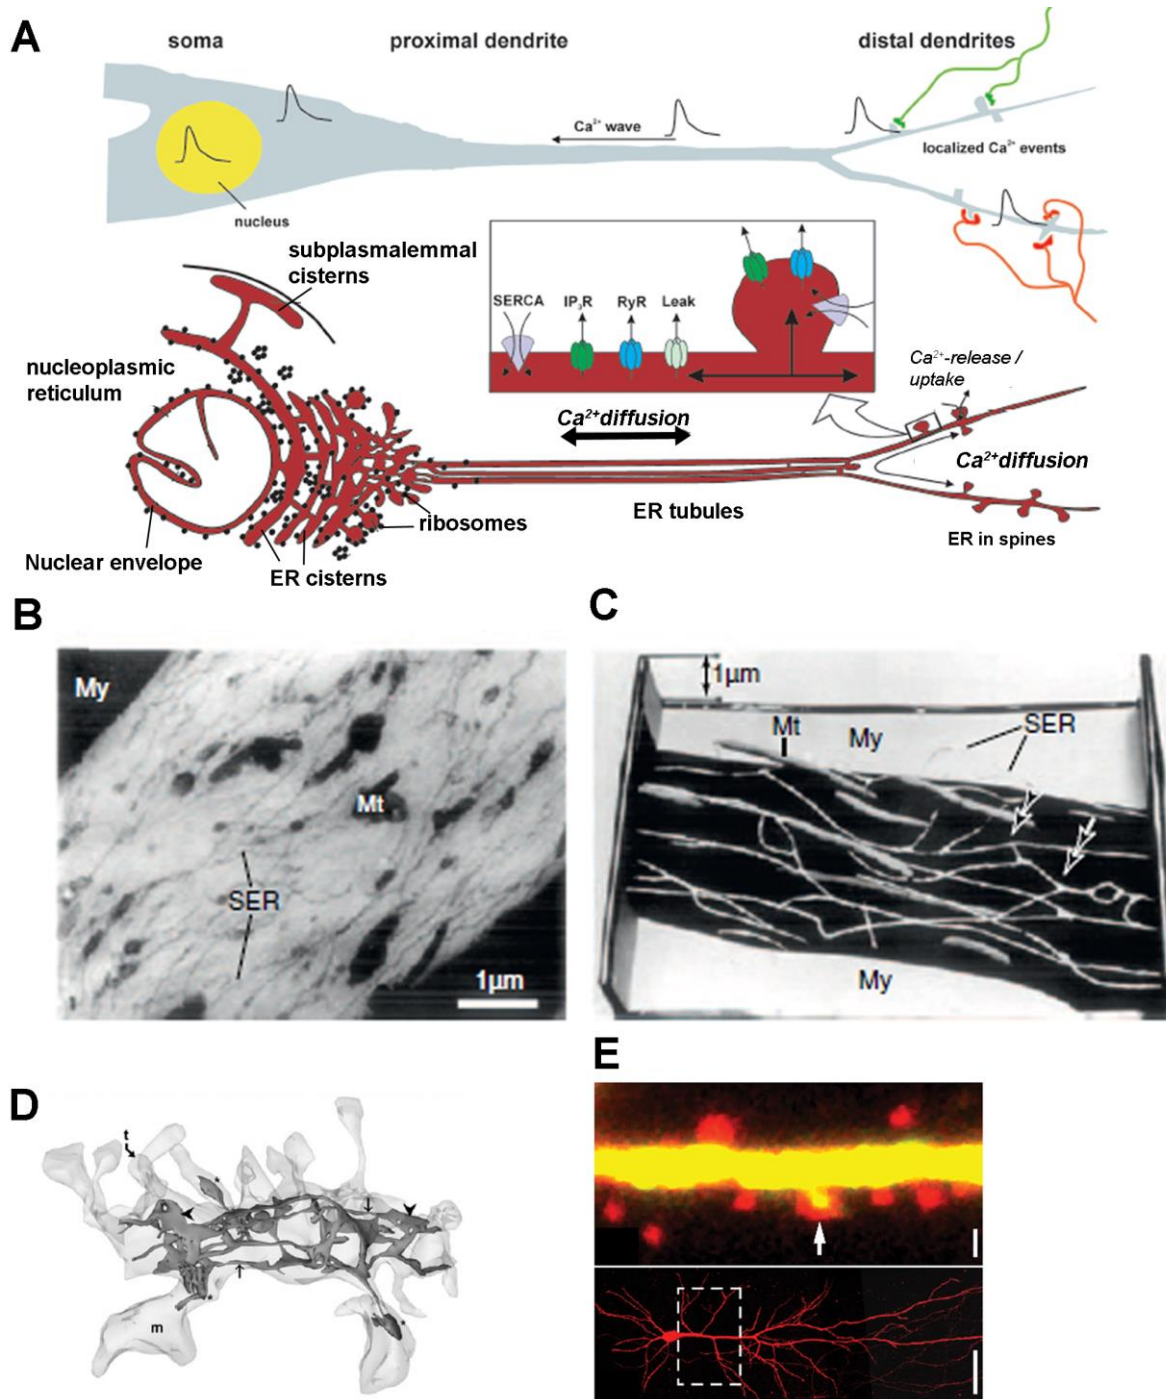 A
soma
proximal dendrite
distal dendrites
Ca²⁺ wave
localized Ca²⁺ events
nucleus
subplasmalemmal
cisterns
SERCA
IP₃R
RyR
Leak
nucleoplasmic
reticulum
Ca²⁺-release /
uptake
Ca²⁺diffusion
Ca²⁺diffusion
ribosomes
ER tubules
ER in spines
Nuclear envelope
ER cisterns
B
My
Mt
SER
1µm
C
1µm
Mt
My
SER
My
D
t
*
*
*
m
E